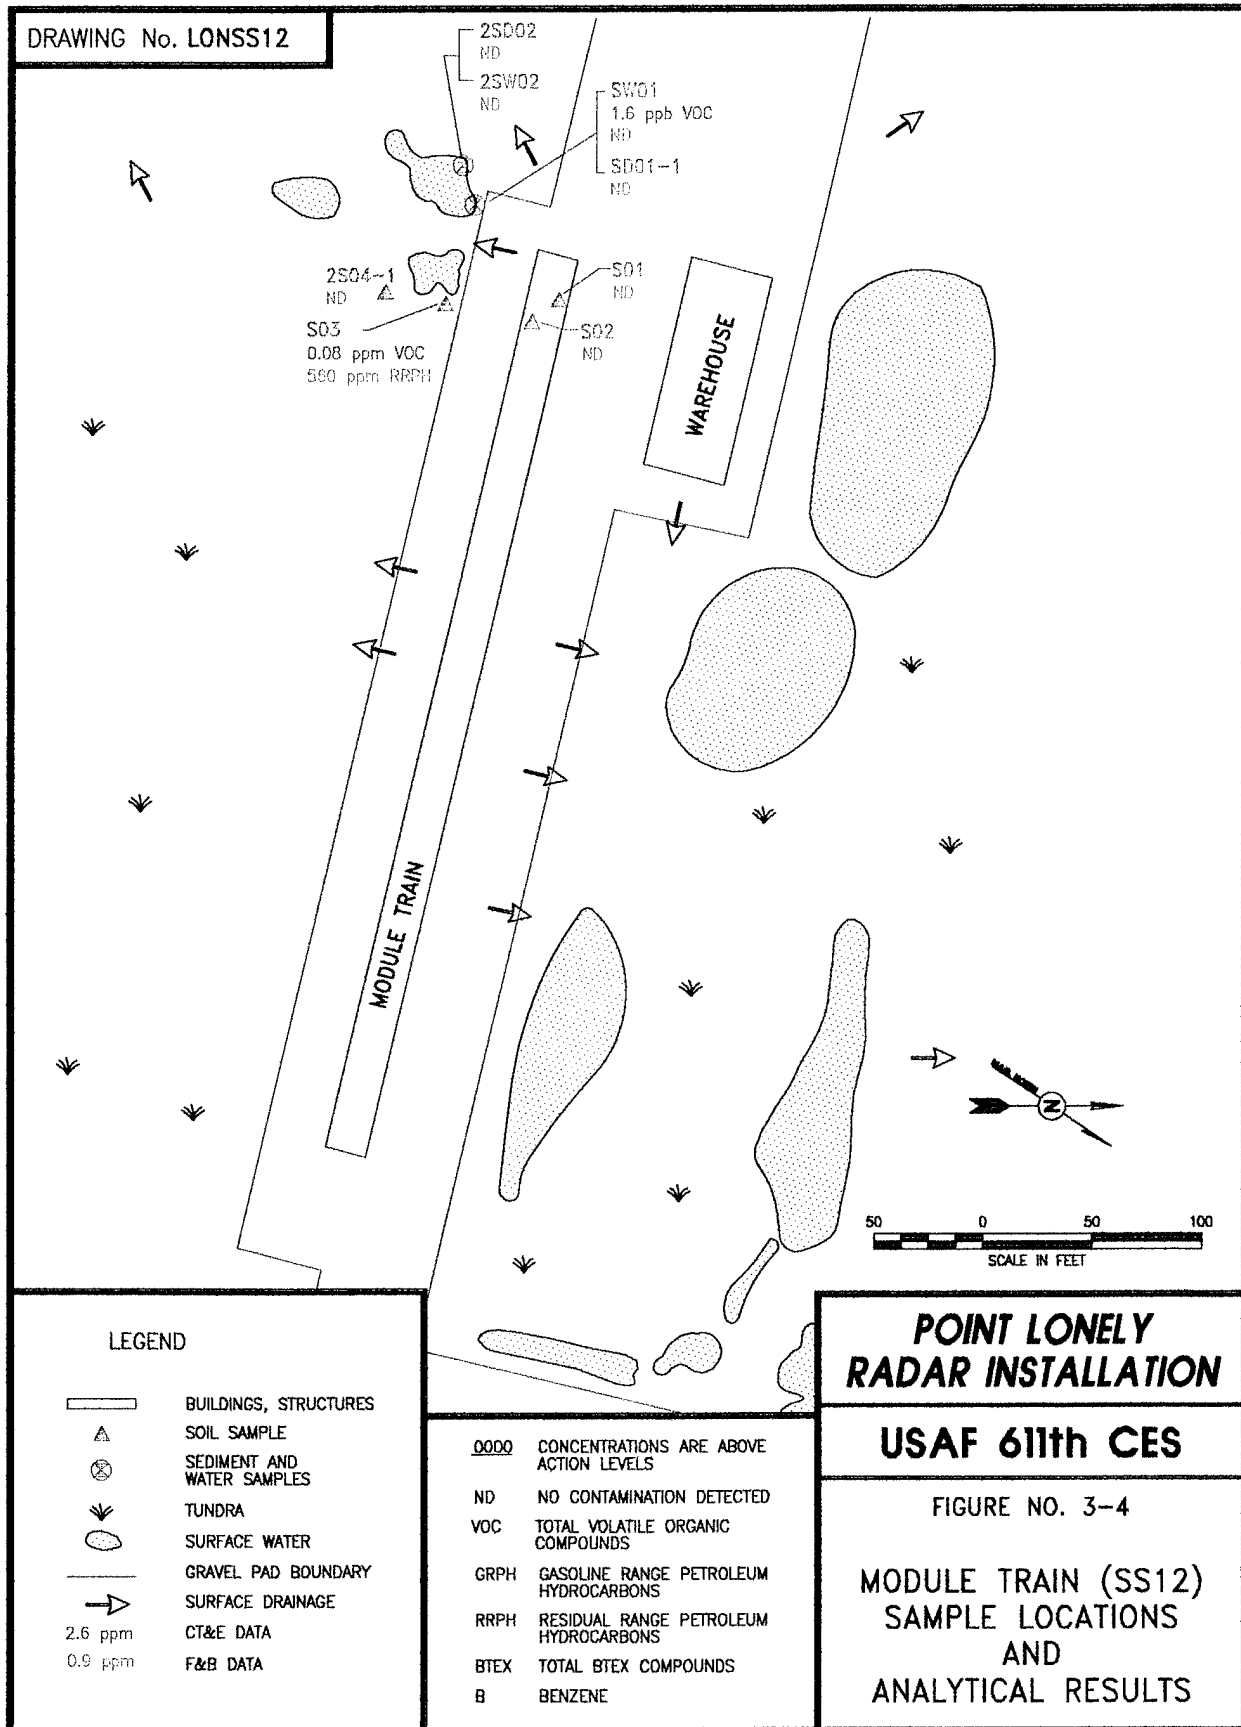 DRAWING No. LONSS12
2SD02
ND
2SW02
ND
SW01
1.6 ppb VOC
ND
SD01-1
ND
2S04-1
ND
S03
0.08 ppm VOC
560 ppm RRPH
S01
ND
S02
ND
WAREHOUSE
MODULE TRAIN
N
50 0 50 100
SCALE IN FEET
LEGEND
BUILDINGS, STRUCTURES
SOIL SAMPLE
SEDIMENT AND
WATER SAMPLES
TUNDRA
SURFACE WATER
GRAVEL PAD BOUNDARY
SURFACE DRAINAGE
2.6 ppm CT&E DATA
0.9 ppm F&B DATA
0000 CONCENTRATIONS ARE ABOVE
ACTION LEVELS
ND NO CONTAMINATION DETECTED
VOC TOTAL VOLATILE ORGANIC
COMPOUNDS
GRPH GASOLINE RANGE PETROLEUM
HYDROCARBONS
RRPH RESIDUAL RANGE PETROLEUM
HYDROCARBONS
BTEX TOTAL BTEX COMPOUNDS
B BENZENE
POINT LONELY
RADAR INSTALLATION
USAF 611th CES
FIGURE NO. 3-4
MODULE TRAIN (SS12)
SAMPLE LOCATIONS
AND
ANALYTICAL RESULTS